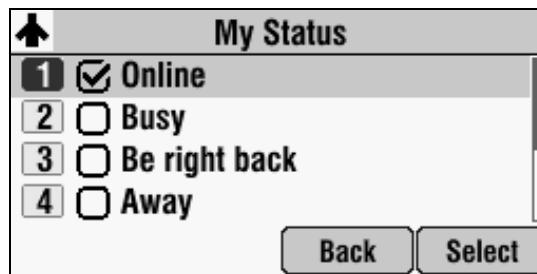 My Status
1 Online
2 Busy
3 Be right back
4 Away
Back Select